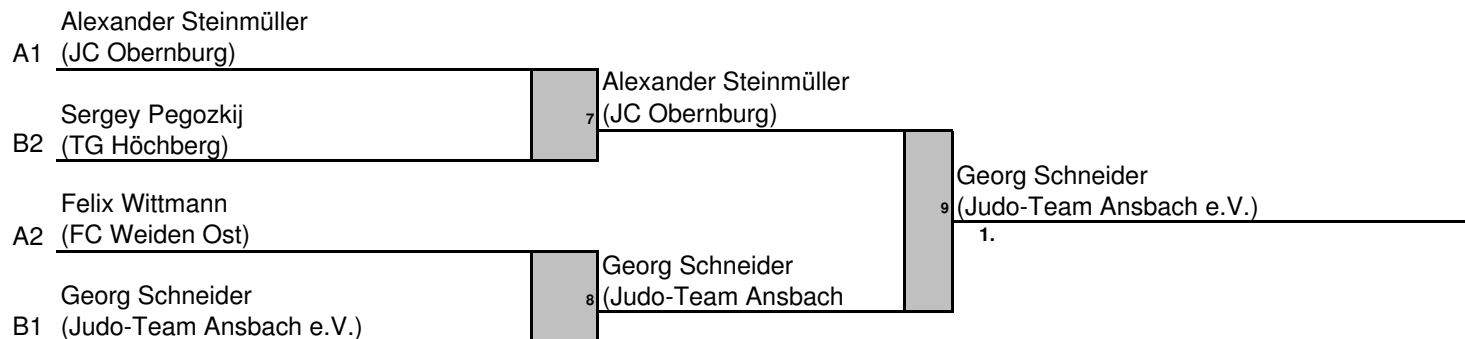 Alexander Steinmüller
A1 (JC Obernburg)
Alexander Steinmüller
7 (JC Obernburg)
Sergey Pegozkij
B2 (TG Höchberg)
Georg Schneider
9 (Judo-Team Ansbach e.V.)
1.
Felix Wittmann
A2 (FC Weiden Ost)
Georg Schneider
8 (Judo-Team Ansbach
Georg Schneider
B1 (Judo-Team Ansbach e.V.)